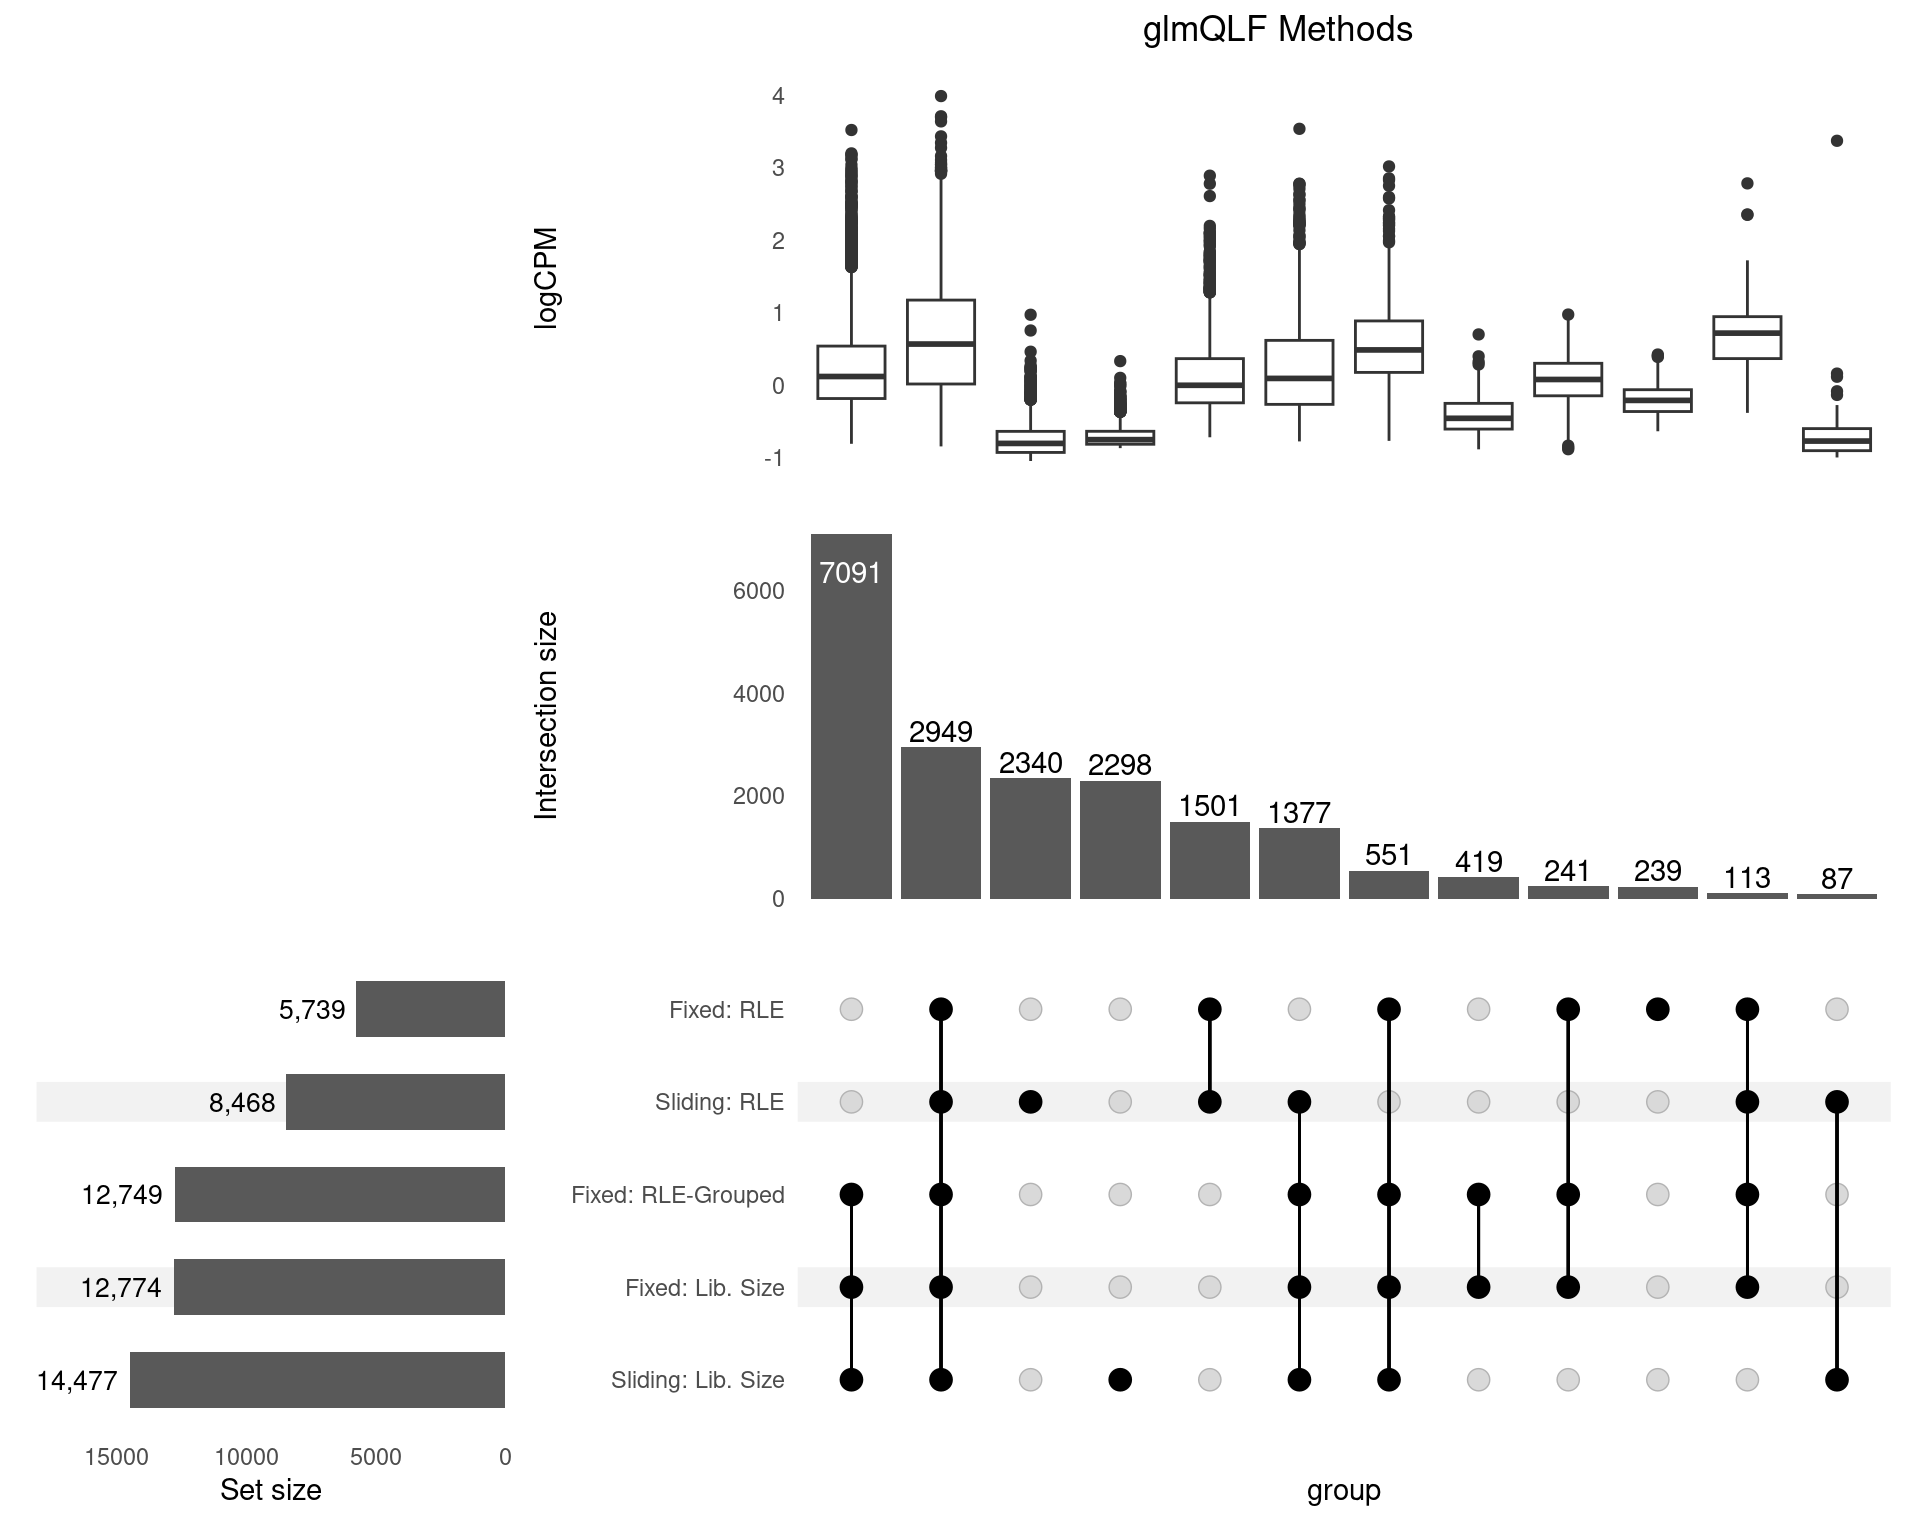 glmQLF Methods
logCPM
4
3
2
1
0
-1
Intersection size
6000
4000
2000
0
7091
2949
2340
2298
1501
1377
551
419
241
239
113
87
5,739
Fixed: RLE
8,468
Sliding: RLE
12,749
Fixed: RLE-Grouped
12,774
Fixed: Lib. Size
14,477
Sliding: Lib. Size
15000 10000 5000 0
Set size
group